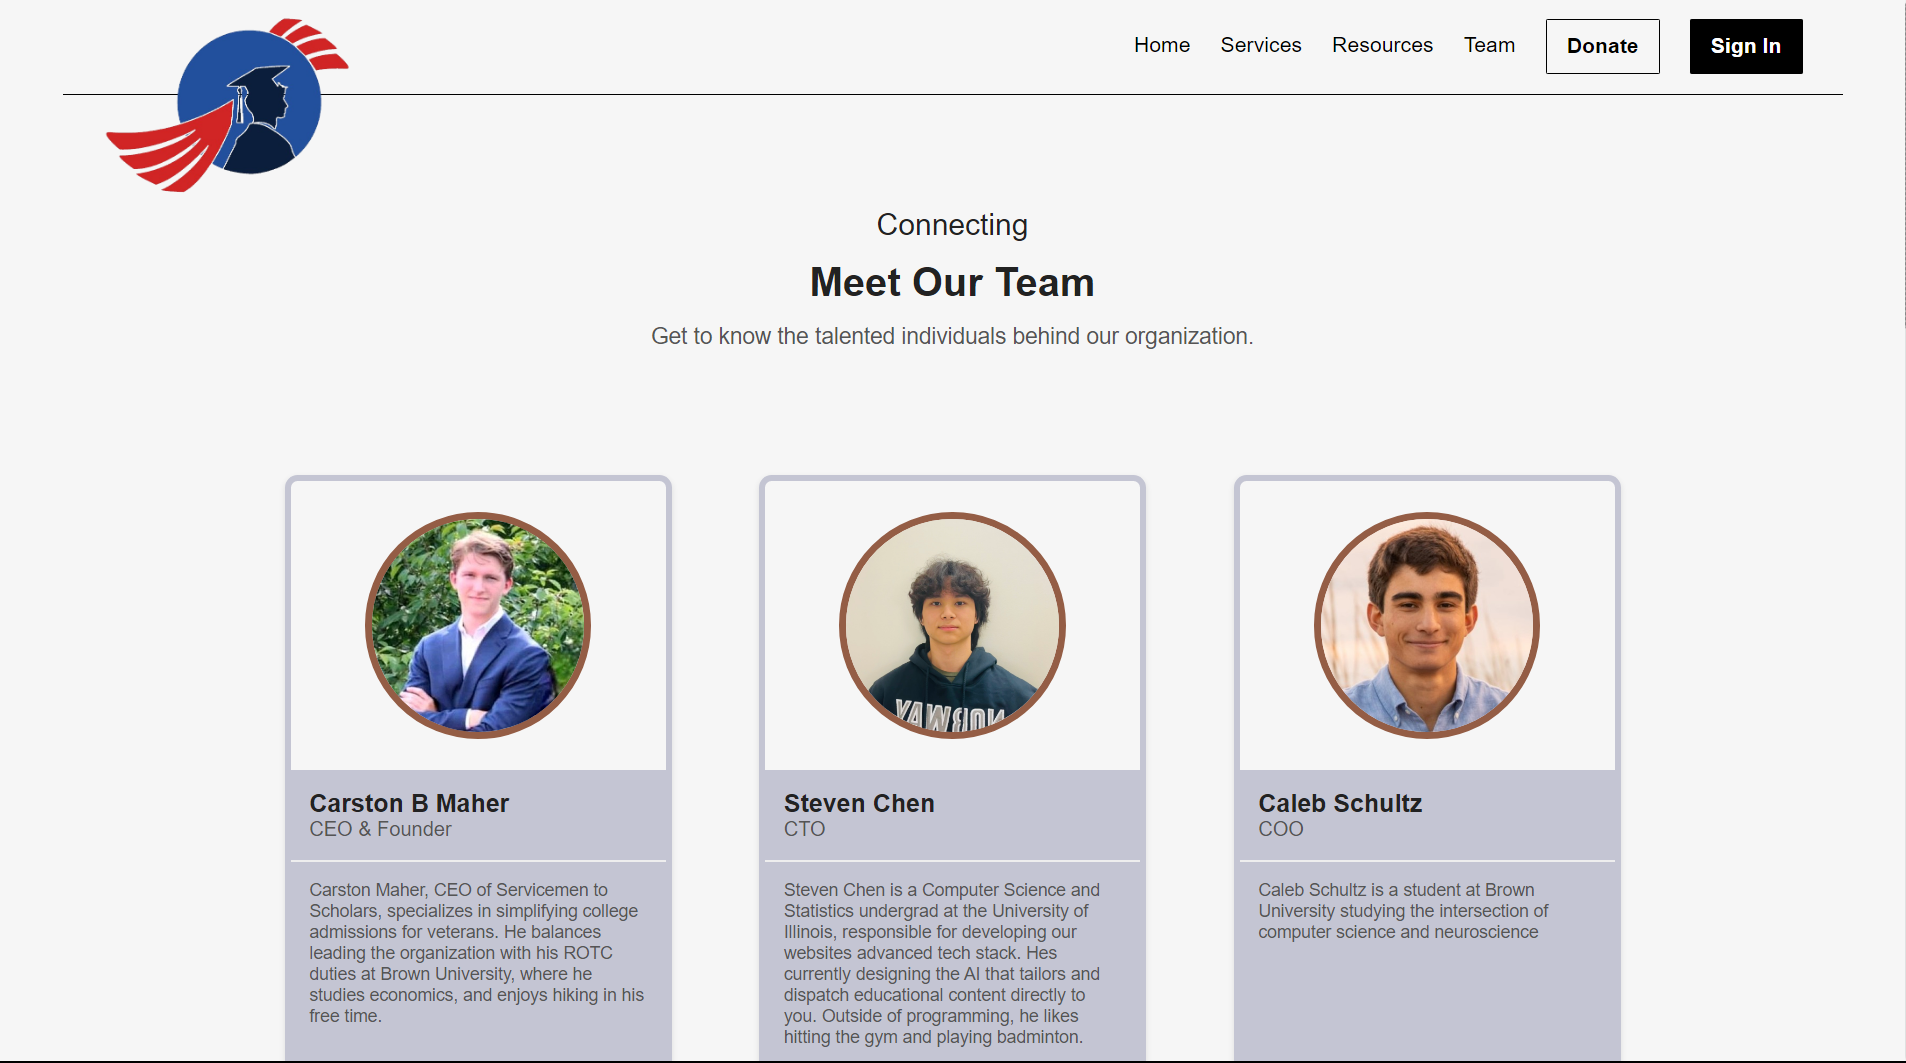 Home Services Resources Team Donate Sign In
Connecting
Meet Our Team
Get to know the talented individuals behind our organization.
NORWAY
Carston B Maher
CEO & Founder
Carston Maher, CEO of Servicemen to
Scholars, specializes in simplifying college
admissions for veterans. He balances
leading the organization with his ROTC
duties at Brown University, where he
studies economics, and enjoys hiking in his
free time.
Steven Chen
CTO
Steven Chen is a Computer Science and
Statistics undergrad at the University of
Illinois, responsible for developing our
websites advanced tech stack. Hes
currently designing the AI that tailors and
dispatch educational content directly to
you. Outside of programming, he likes
hitting the gym and playing badminton.
Caleb Schultz
COO
Caleb Schultz is a student at Brown
University studying the intersection of
computer science and neuroscience